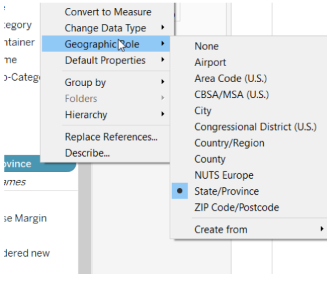 Convert to Measure
Change Data Type
Geographic Role
Default Properties
Group by
Folders
Hierarchy
Replace References...
Describe...
None
Airport
Area Code (U.S.)
CBSA/MSA (U.S.)
City
Congressional District (U.S.)
Country/Region
County
NUTS Europe
State/Province
ZIP Code/Postcode
Create from
tegory
ntainer
me
b-Catego
ovince
ames
se Margin
dered new